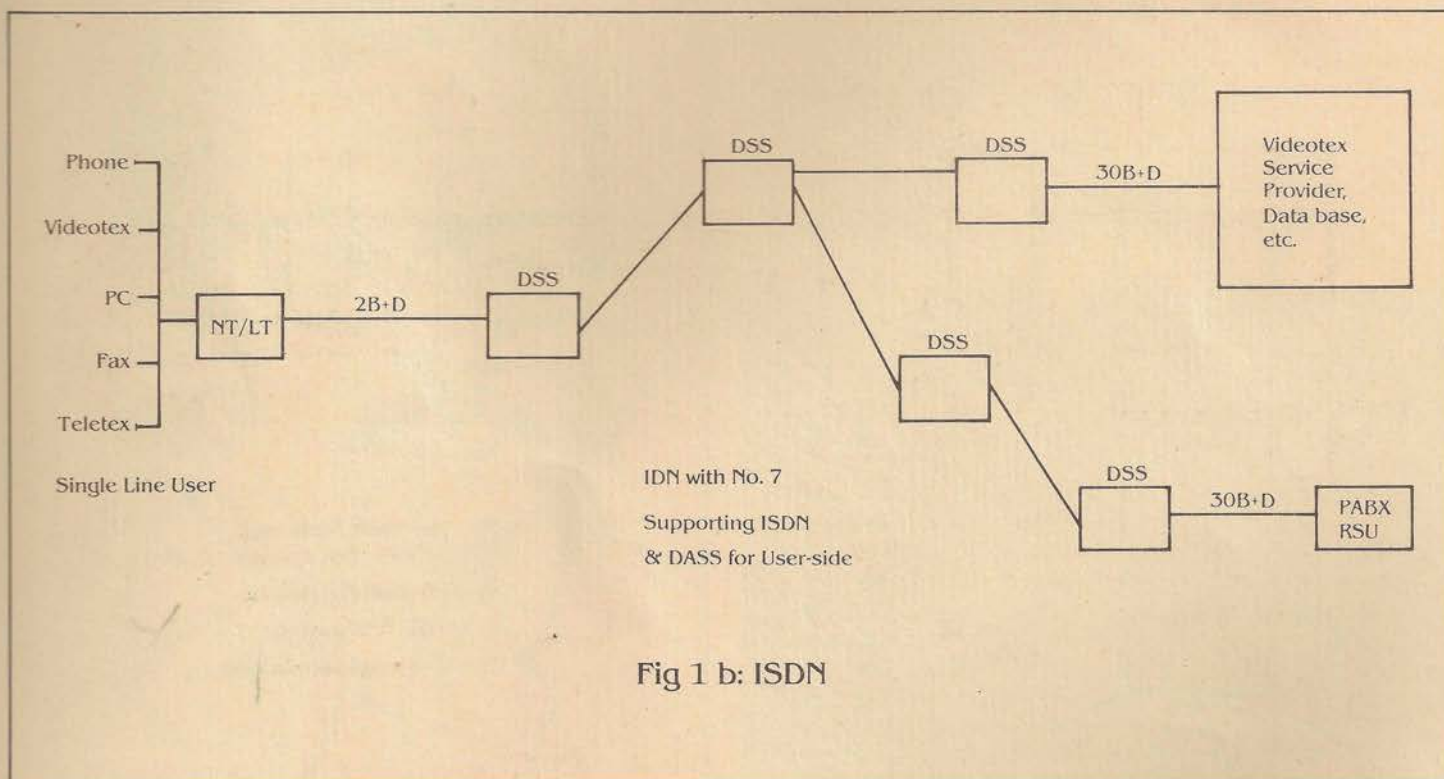 Phone
Videotex
PC
Fax
Teletex
Single Line User
NT/LT
2B+D
DSS
DSS
DSS
30B+D
Videotex
Service
Provider,
Data base,
etc.
DSS
DSS
30B+D
PABX
RSU
IDN with No. 7
Supporting ISDN
& DASS for User-side
Fig 1 b: ISDN